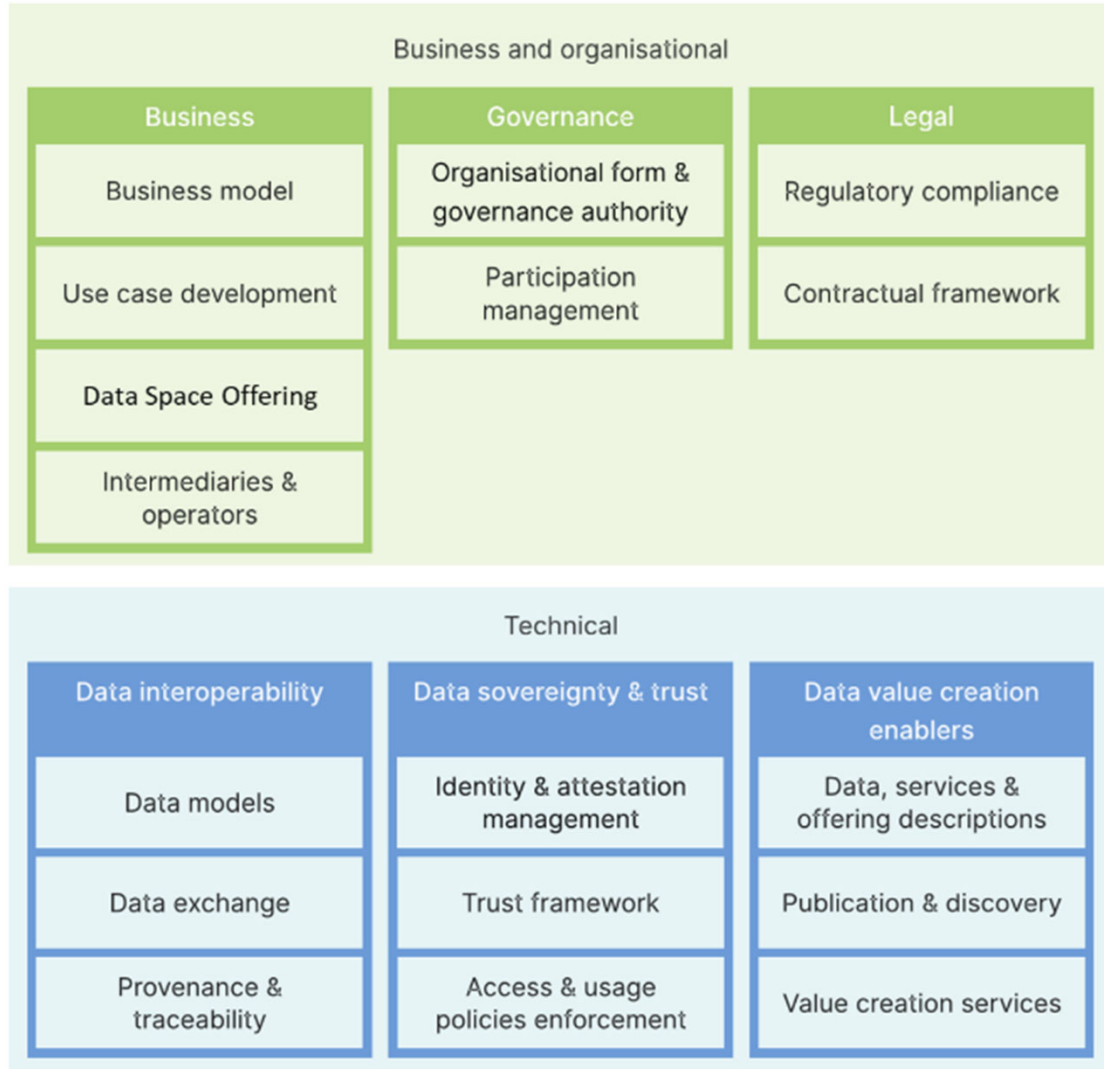 Business and organisational
Business
Business model
Use case development
Data Space Offering
Intermediaries &
operators
Governance
Organisational form &
governance authority
Participation
management
Legal
Regulatory compliance
Contractual framework
Technical
Data interoperability
Data models
Data exchange
Provenance &
traceability
Data sovereignty & trust
Identity & attestation
management
Trust framework
Access & usage
policies enforcement
Data value creation
enablers
Data, services &
offering descriptions
Publication & discovery
Value creation services